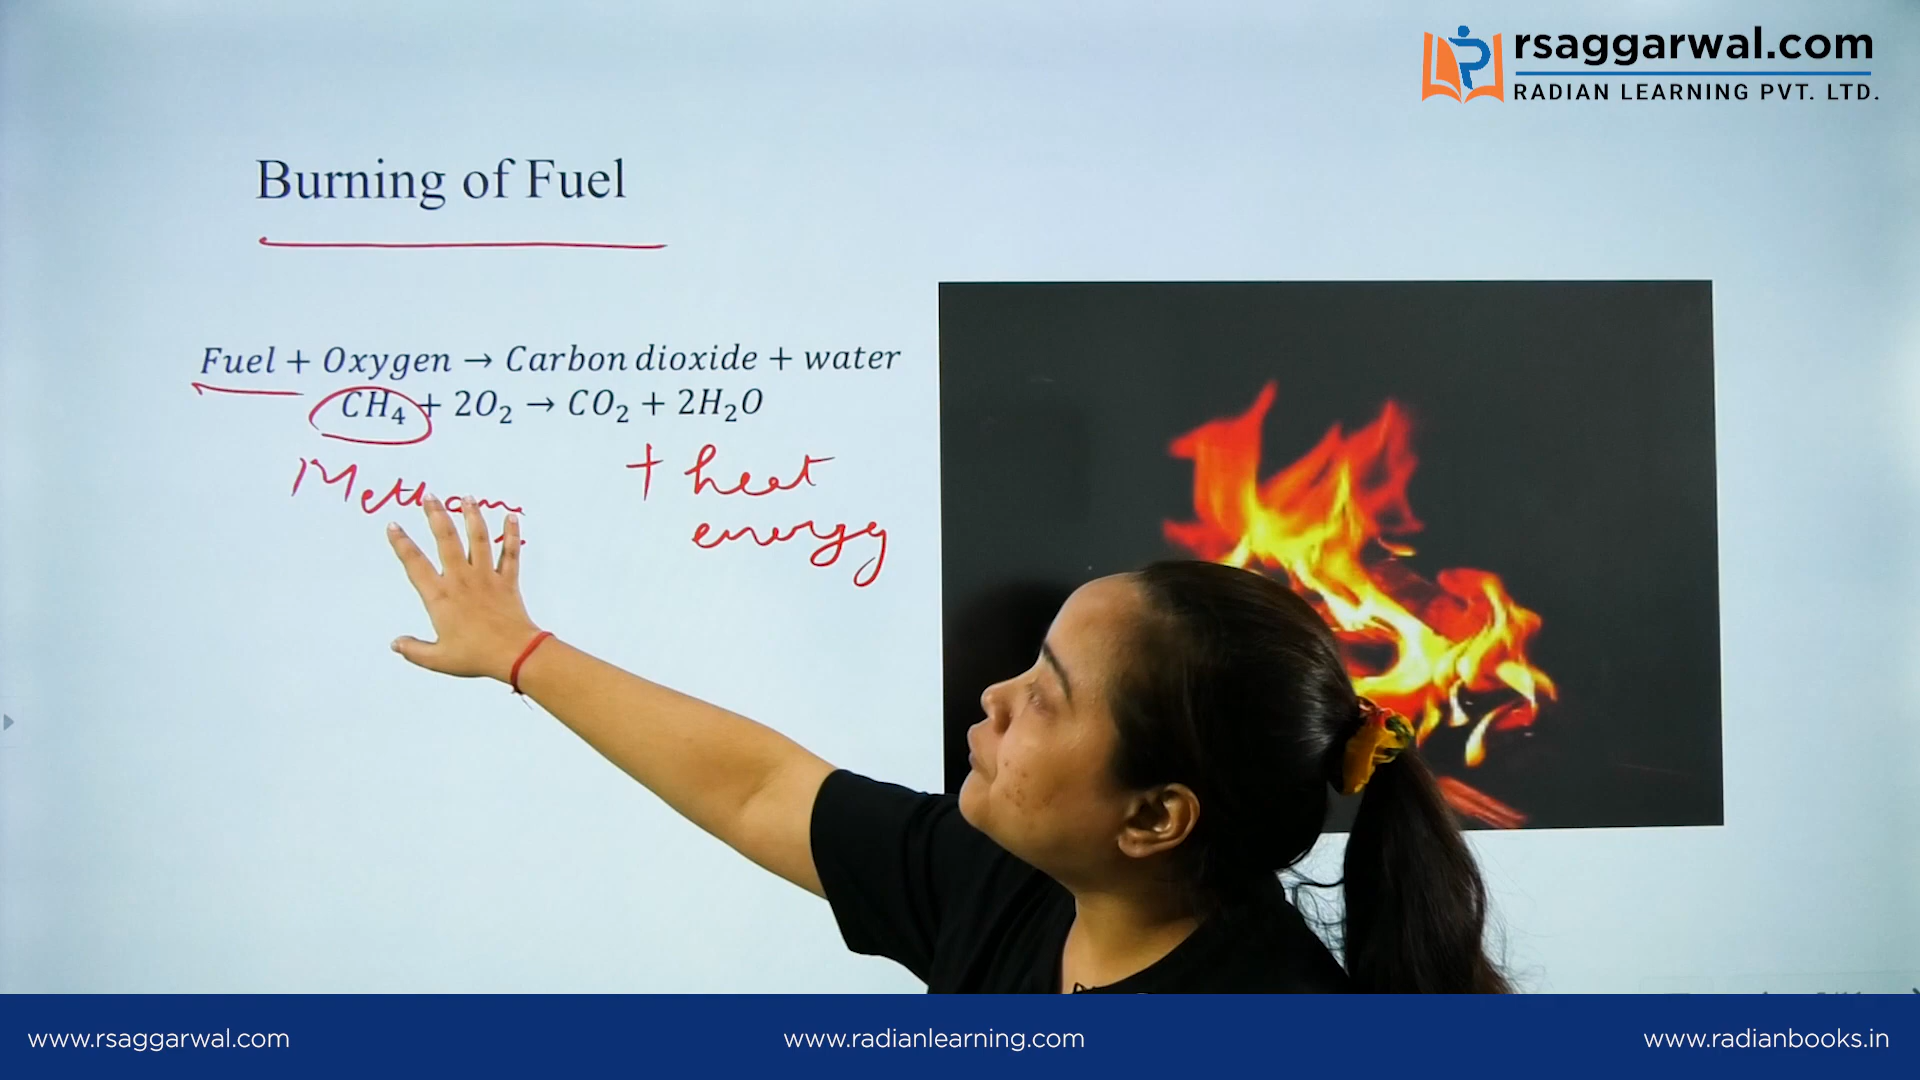 rsaggarwal.com
RADIAN LEARNING PVT. LTD.
Burning of Fuel
Fuel + Oxygen → Carbon dioxide + water
CH₄ + 2O₂ → CO₂ + 2H₂O
+ heat
energy
www.rsaggarwal.com
www.radianlearning.com
www.radianbooks.in